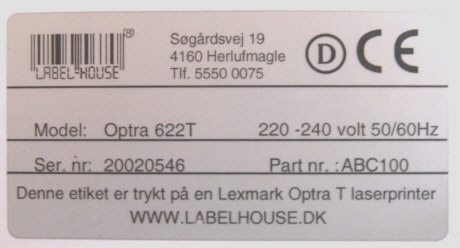 LABEL-HOUSE®
Søgårdsvej 19
4160 Herlufmagle
Tlf. 5550 0075
D CE
Model: Optra 622T 220 -240 volt 50/60Hz
Ser. nr: 20020546 Part nr. : ABC100
Denne etiket er trykt på en Lexmark Optra T laserprinter
WWW.LABELHOUSE.DK